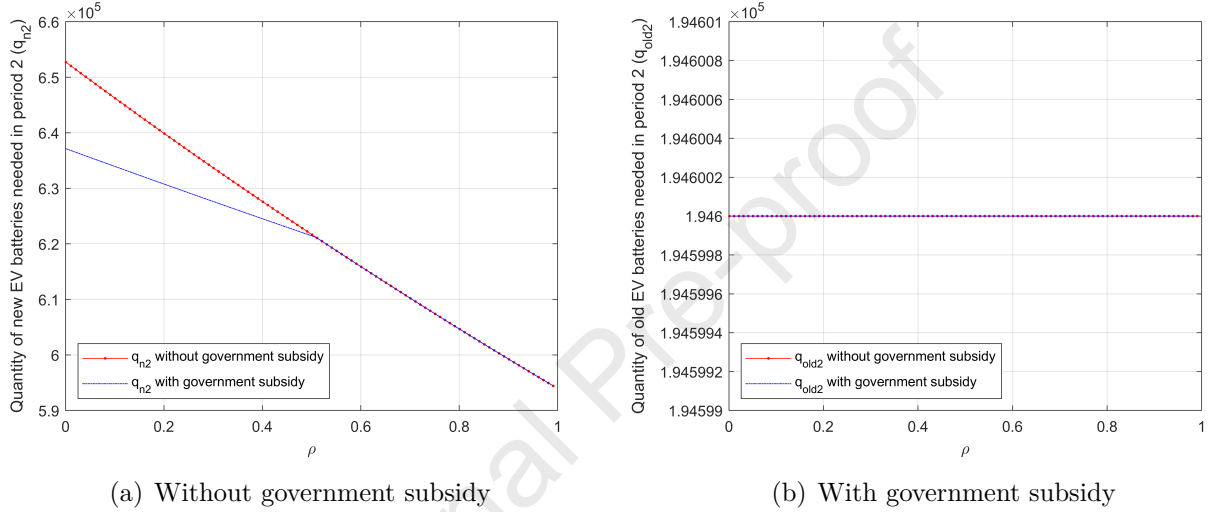 ×10⁵
6.6
6.5
6.4
6.3
6.2
6.1
6
5.9
Quantity of new EV batteries needed in period 2 (q_n2)
q_n2 without government subsidy
q_n2 with government subsidy
0 0.2 0.4 0.6 0.8 1
ρ
(a) Without government subsidy
×10⁵
1.94601
1.946008
1.946006
1.946004
1.946002
1.946
1.945998
1.945996
1.945994
1.945992
1.94599
Quantity of old EV batteries needed in period 2 (q_old2)
q_old2 without government subsidy
q_old2 with government subsidy
0 0.2 0.4 0.6 0.8 1
ρ
(b) With government subsidy
nal Pre-proof